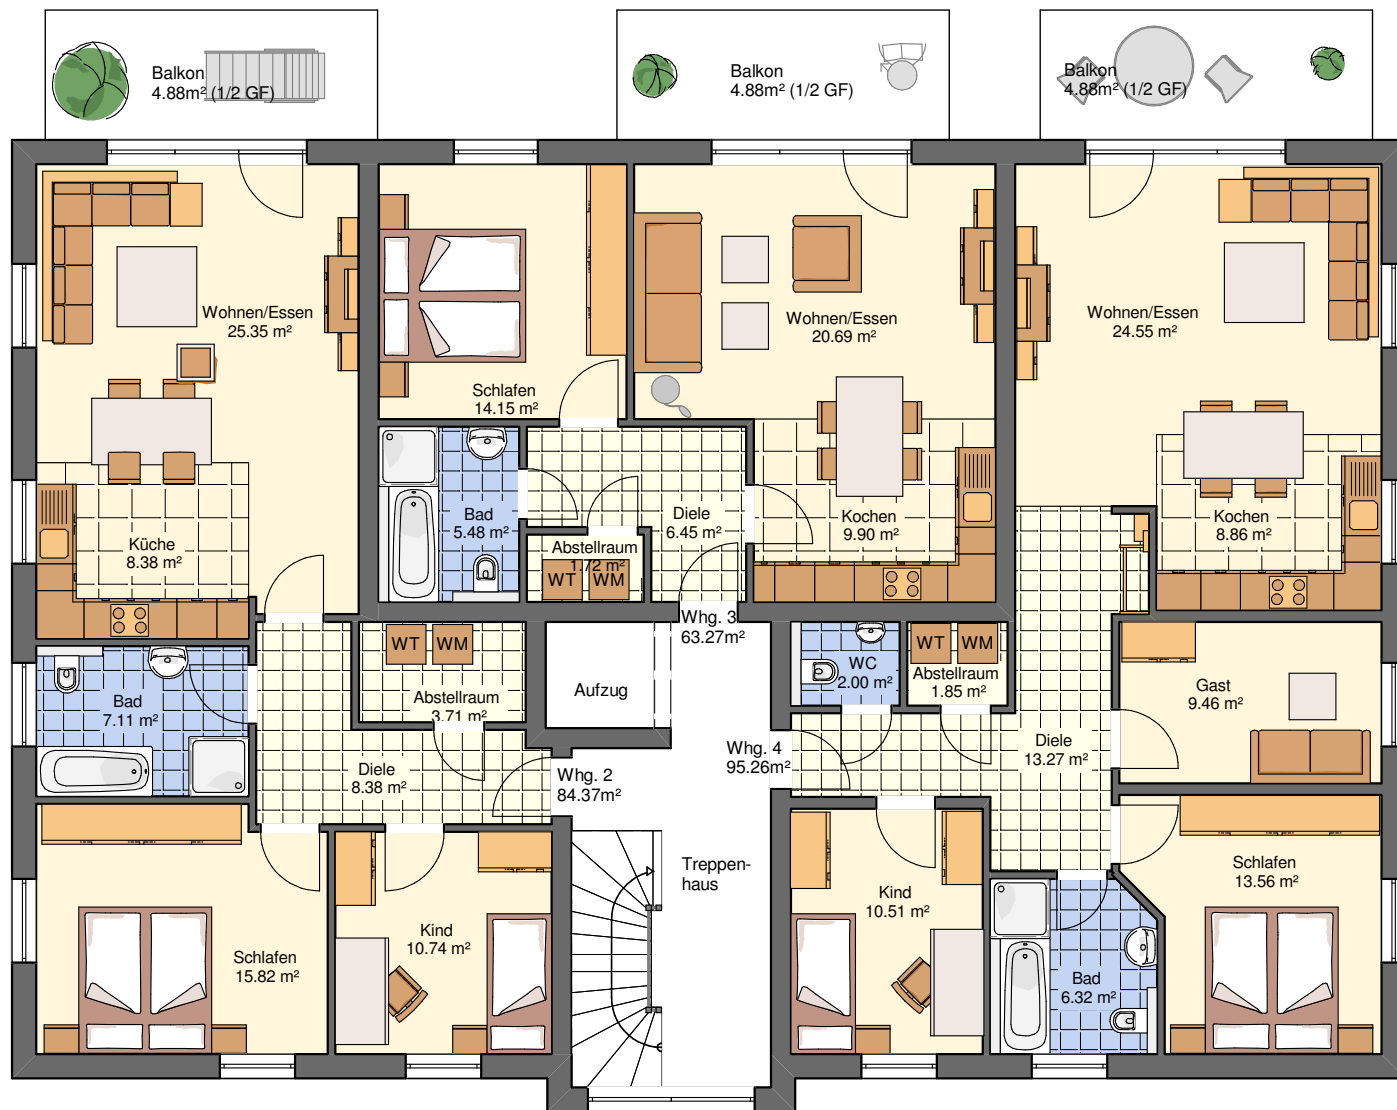 Balkon
4.88m² (1/2 GF)
Balkon
4.88m² (1/2 GF)
Balkon
4.88m² (1/2 GF)
Wohnen/Essen
25.35 m²
Schlafen
14.15 m²
Wohnen/Essen
20.69 m²
Wohnen/Essen
24.55 m²
Küche
8.38 m²
Bad
5.48 m²
Diele
6.45 m²
Kochen
9.90 m²
Kochen
8.86 m²
Abstellraum
1.72 m²
WT
WM
Whg. 3
63.27m²
WT
WM
Abstellraum
3.71 m²
Aufzug
WC
2.00 m²
WT
WM
Abstellraum
1.85 m²
Gast
9.46 m²
Bad
7.11 m²
Diele
8.38 m²
Whg. 2
84.37m²
Whg. 4
95.26m²
Diele
13.27 m²
Treppen-
haus
Schlafen
13.56 m²
Kind
10.51 m²
Kind
10.74 m²
Schlafen
15.82 m²
Bad
6.32 m²